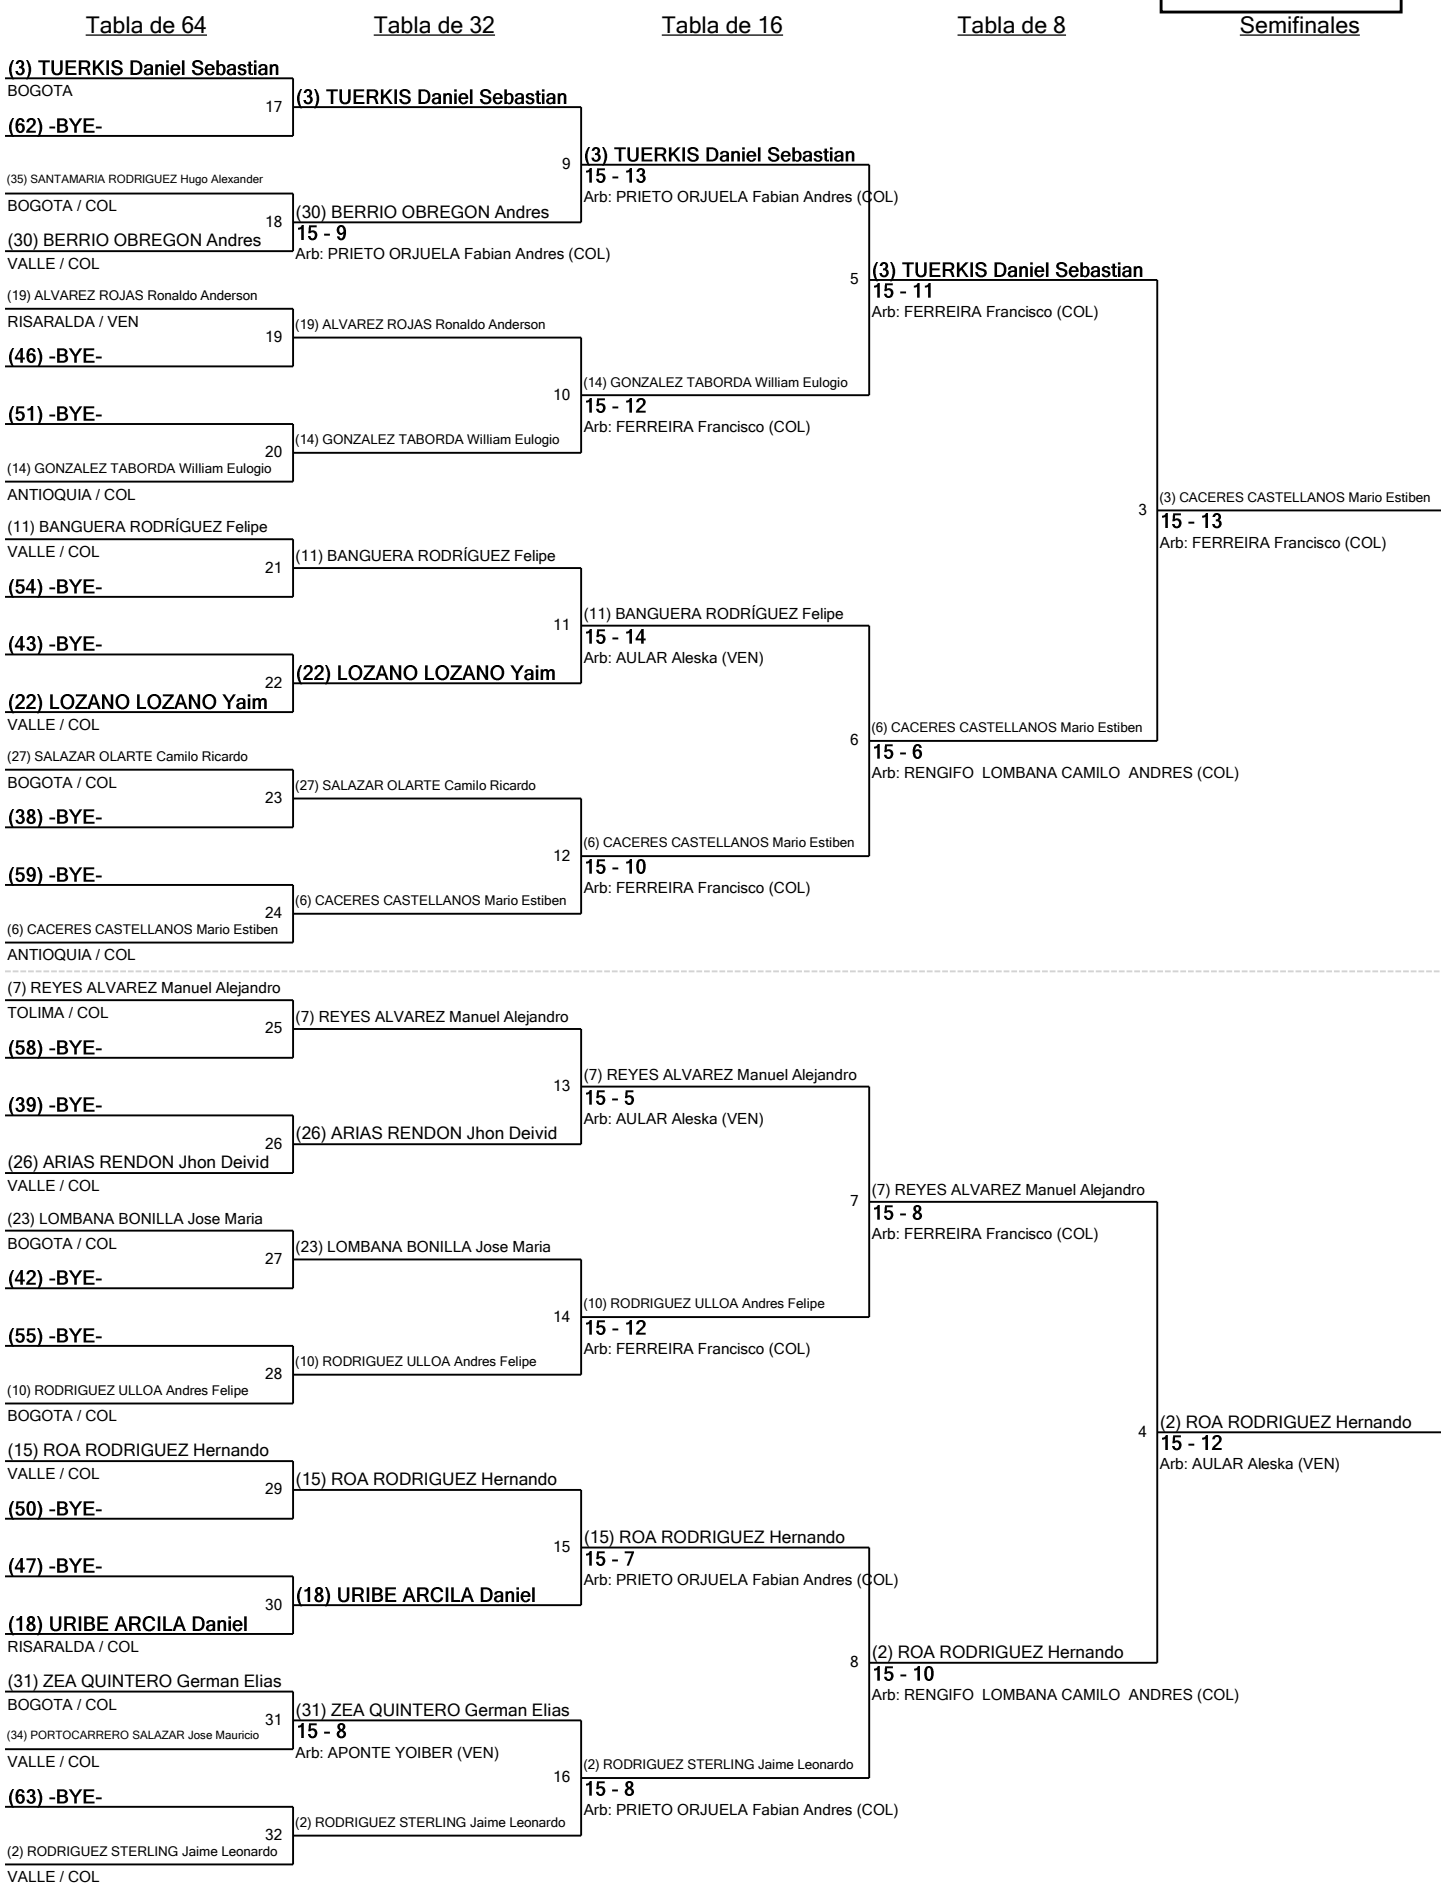 Tabla de 64
Tabla de 32
Tabla de 16
Tabla de 8
Semifinales
(3) TUERKIS Daniel Sebastian
BOGOTA
17
(62) -BYE-
(35) SANTAMARIA RODRIGUEZ Hugo Alexander
BOGOTA / COL
18
(30) BERRIO OBREGON Andres
VALLE / COL
(19) ALVAREZ ROJAS Ronaldo Anderson
RISARALDA / VEN
19
(46) -BYE-
(51) -BYE-
20
(14) GONZALEZ TABORDA William Eulogio
ANTIOQUIA / COL
(11) BANGUERA RODRÍGUEZ Felipe
VALLE / COL
21
(54) -BYE-
(43) -BYE-
22
(22) LOZANO LOZANO Yaim
VALLE / COL
(27) SALAZAR OLARTE Camilo Ricardo
BOGOTA / COL
23
(38) -BYE-
(59) -BYE-
24
(6) CACERES CASTELLANOS Mario Estiben
ANTIOQUIA / COL
(7) REYES ALVAREZ Manuel Alejandro
TOLIMA / COL
25
(58) -BYE-
(39) -BYE-
26
(26) ARIAS RENDON Jhon Deivid
VALLE / COL
(23) LOMBANA BONILLA Jose Maria
BOGOTA / COL
27
(42) -BYE-
(55) -BYE-
28
(10) RODRIGUEZ ULLOA Andres Felipe
BOGOTA / COL
(15) ROA RODRIGUEZ Hernando
VALLE / COL
29
(50) -BYE-
(47) -BYE-
30
(18) URIBE ARCILA Daniel
RISARALDA / COL
(31) ZEA QUINTERO German Elias
BOGOTA / COL
31
(34) PORTOCARRERO SALAZAR Jose Mauricio
VALLE / COL
(63) -BYE-
32
(2) RODRIGUEZ STERLING Jaime Leonardo
VALLE / COL
(3) TUERKIS Daniel Sebastian
9
(30) BERRIO OBREGON Andres
15 - 9
Arb: PRIETO ORJUELA Fabian Andres (COL)
(19) ALVAREZ ROJAS Ronaldo Anderson
10
(14) GONZALEZ TABORDA William Eulogio
(11) BANGUERA RODRÍGUEZ Felipe
11
(22) LOZANO LOZANO Yaim
(27) SALAZAR OLARTE Camilo Ricardo
12
(6) CACERES CASTELLANOS Mario Estiben
(7) REYES ALVAREZ Manuel Alejandro
13
(26) ARIAS RENDON Jhon Deivid
(23) LOMBANA BONILLA Jose Maria
14
(10) RODRIGUEZ ULLOA Andres Felipe
(15) ROA RODRIGUEZ Hernando
15
(18) URIBE ARCILA Daniel
(31) ZEA QUINTERO German Elias
15 - 8
Arb: APONTE YOIBER (VEN)
16
(2) RODRIGUEZ STERLING Jaime Leonardo
(3) TUERKIS Daniel Sebastian
15 - 13
Arb: PRIETO ORJUELA Fabian Andres (COL)
5
(14) GONZALEZ TABORDA William Eulogio
15 - 12
Arb: FERREIRA Francisco (COL)
(11) BANGUERA RODRÍGUEZ Felipe
15 - 14
Arb: AULAR Aleska (VEN)
6
(6) CACERES CASTELLANOS Mario Estiben
15 - 10
Arb: FERREIRA Francisco (COL)
(7) REYES ALVAREZ Manuel Alejandro
15 - 5
Arb: AULAR Aleska (VEN)
7
(10) RODRIGUEZ ULLOA Andres Felipe
15 - 12
Arb: FERREIRA Francisco (COL)
(15) ROA RODRIGUEZ Hernando
15 - 7
Arb: PRIETO ORJUELA Fabian Andres (COL)
8
(2) RODRIGUEZ STERLING Jaime Leonardo
15 - 8
Arb: PRIETO ORJUELA Fabian Andres (COL)
(3) TUERKIS Daniel Sebastian
15 - 11
Arb: FERREIRA Francisco (COL)
3
(6) CACERES CASTELLANOS Mario Estiben
15 - 6
Arb: RENGIFO LOMBANA CAMILO ANDRES (COL)
(7) REYES ALVAREZ Manuel Alejandro
15 - 8
Arb: FERREIRA Francisco (COL)
4
(2) ROA RODRIGUEZ Hernando
15 - 10
Arb: RENGIFO LOMBANA CAMILO ANDRES (COL)
(3) CACERES CASTELLANOS Mario Estiben
15 - 13
Arb: FERREIRA Francisco (COL)
(2) ROA RODRIGUEZ Hernando
15 - 12
Arb: AULAR Aleska (VEN)